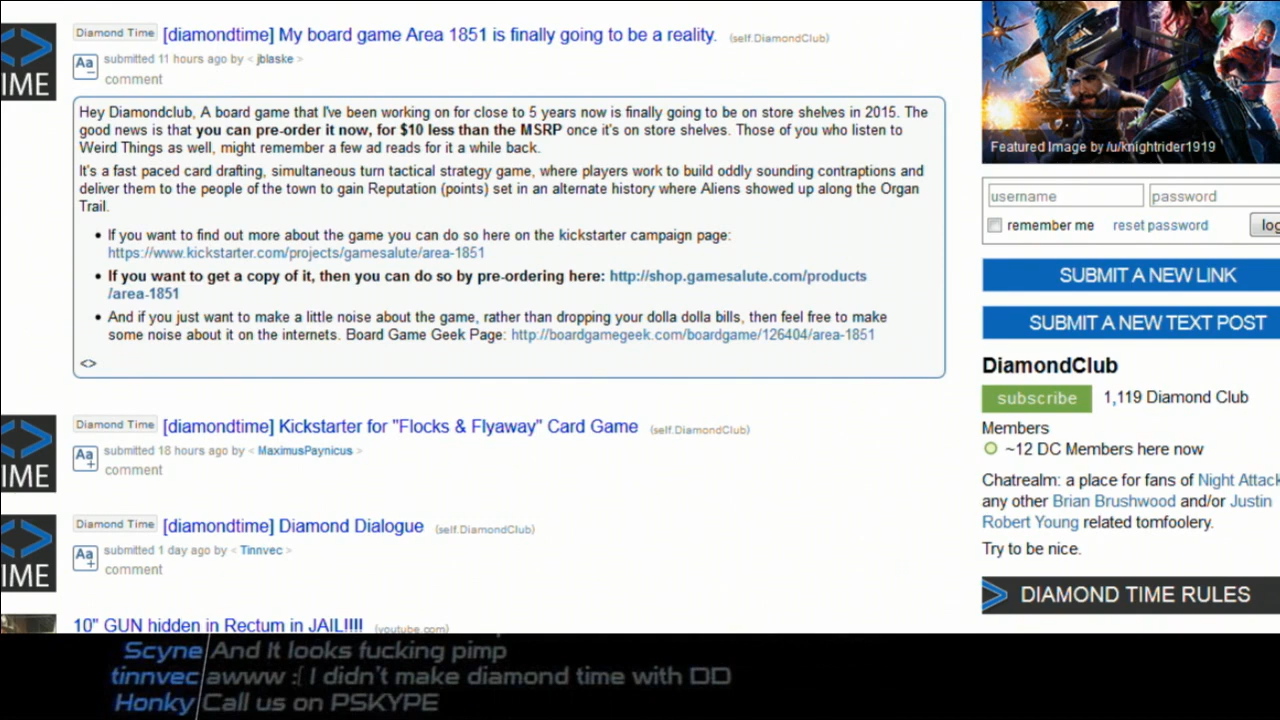 Diamond Time [diamondtime] My board game Area 1851 is finally going to be a reality. (self.DiamondClub)
Aa submitted 11 hours ago by < jblaske >
comment
IME
Hey Diamondclub, A board game that I've been working on for close to 5 years now is finally going to be on store shelves in 2015. The
good news is that you can pre-order it now, for $10 less than the MSRP once it's on store shelves. Those of you who listen to
Weird Things as well, might remember a few ad reads for it a while back.
It's a fast paced card drafting, simultaneous turn tactical strategy game, where players work to build oddly sounding contraptions and
deliver them to the people of the town to gain Reputation (points) set in an alternate history where Aliens showed up along the Organ
Trail.
• If you want to find out more about the game you can do so here on the kickstarter campaign page:
https://www.kickstarter.com/projects/gamesalute/area-1851
• If you want to get a copy of it, then you can do so by pre-ordering here: http://shop.gamesalute.com/products
/area-1851
• And if you just want to make a little noise about the game, rather than dropping your dolla dolla bills, then feel free to make
some noise about it on the internets. Board Game Geek Page: http://boardgamegeek.com/boardgame/126404/area-1851
<>
Diamond Time [diamondtime] Kickstarter for "Flocks & Flyaway" Card Game (self.DiamondClub)
Aa+ submitted 18 hours ago by < MaximusPaynicus >
comment
IME
Diamond Time [diamondtime] Diamond Dialogue (self.DiamondClub)
Aa+ submitted 1 day ago by < Tinnvec >
comment
IME
10" GUN hidden in Rectum in JAIL!!!! (youtube.com)
Featured Image by /u/knightrider1919
username password
remember me reset password log
SUBMIT A NEW LINK
SUBMIT A NEW TEXT POST
DiamondClub
subscribe 1,119 Diamond Club
Members
~12 DC Members here now
Chatrealm: a place for fans of Night Attack
any other Brian Brushwood and/or Justin
Robert Young related tomfoolery.
Try to be nice.
> DIAMOND TIME RULES
Scyne And It looks fucking pimp
tinnvec awww :( I didn't make diamond time with DD
Honky Call us on PSKYPE